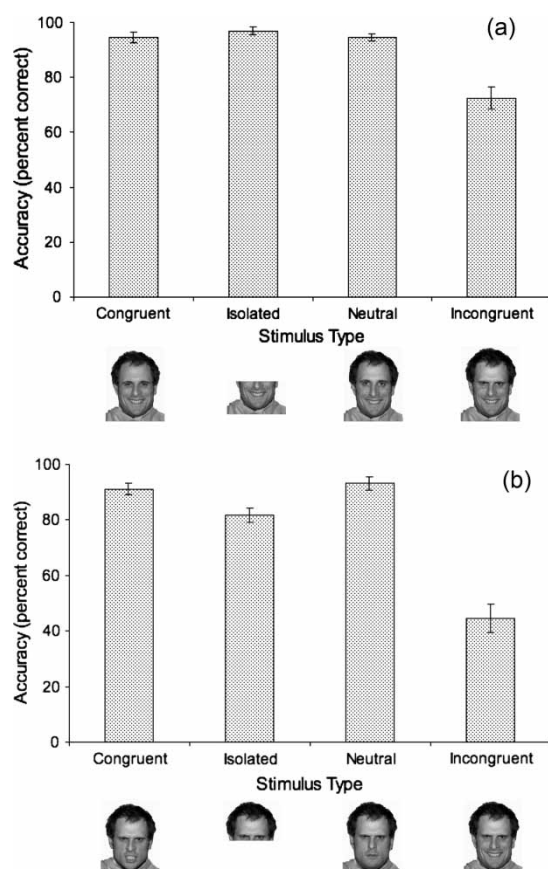 (a)
Accuracy (percent correct)
100
80
60
40
20
0
Congruent Isolated Neutral Incongruent
Stimulus Type
(b)
Accuracy (percent correct)
100
80
60
40
20
0
Congruent Isolated Neutral Incongruent
Stimulus Type